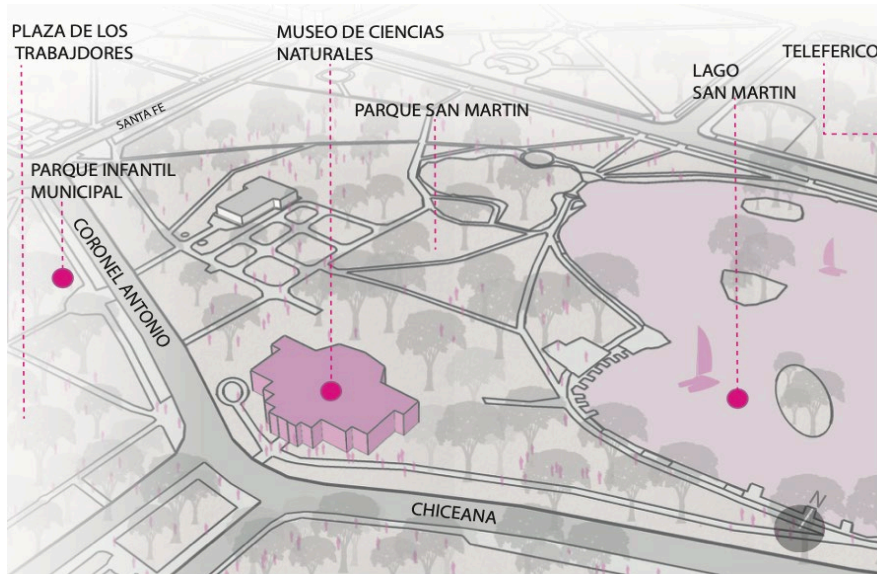 PLAZA DE LOS
TRABAJDORES
MUSEO DE CIENCIAS
NATURALES
TELEFERICO
LAGO
SAN MARTIN
SANTA FE
PARQUE SAN MARTIN
PARQUE INFANTIL
MUNICIPAL
CORONEL ANTONIO
CHICEANA
N